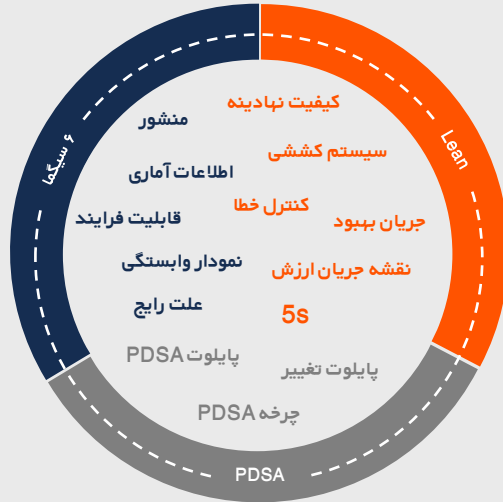 Lean
کیفیت نهادینه
سیستم کششی
کنترل خطا
جریان بهبود
نقشه جریان ارزش
5s
۶ سیگما
منشور
اطلاعات آماری
قابلیت فرایند
نمودار وابستگی
علت رایج
پایلوت PDSA
پایلوت تغییر
چرخه PDSA
PDSA